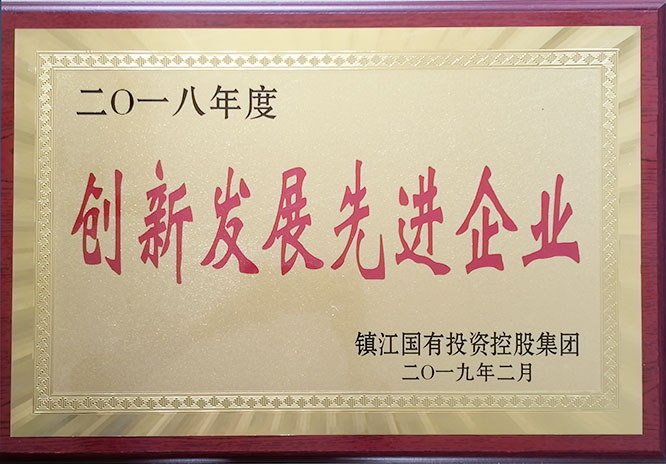 二〇一八年度
创新发展先进企业
镇江国有投资控股集团
二〇一九年二月